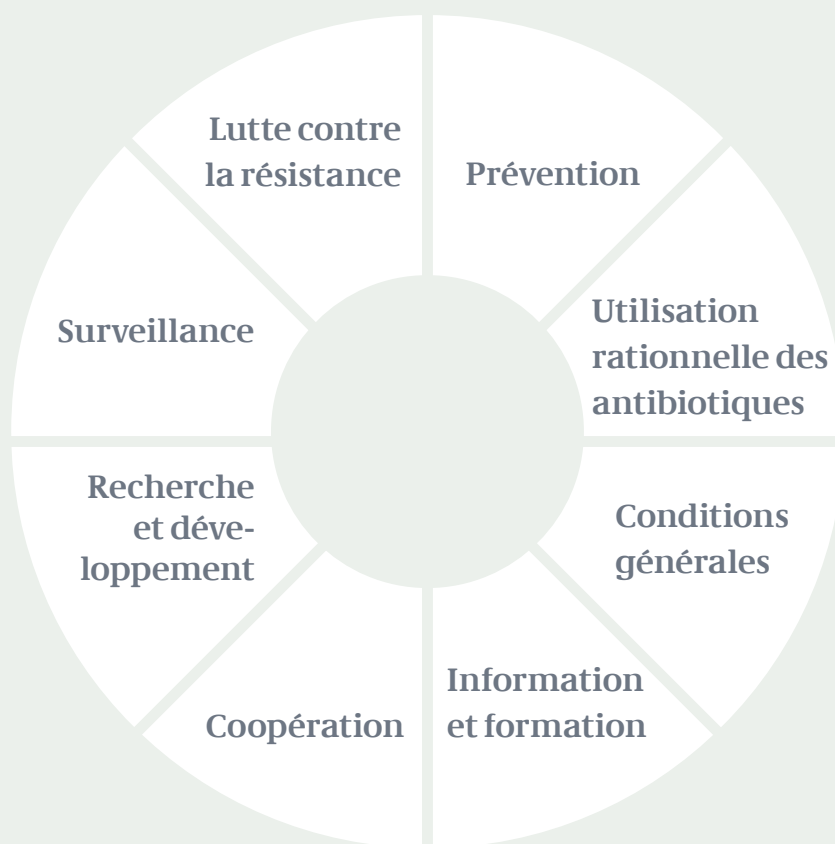 Lutte contre
la résistance
Prévention
Utilisation
rationnelle des
antibiotiques
Conditions
générales
Information
et formation
Coopération
Recherche
et déve-
loppement
Surveillance